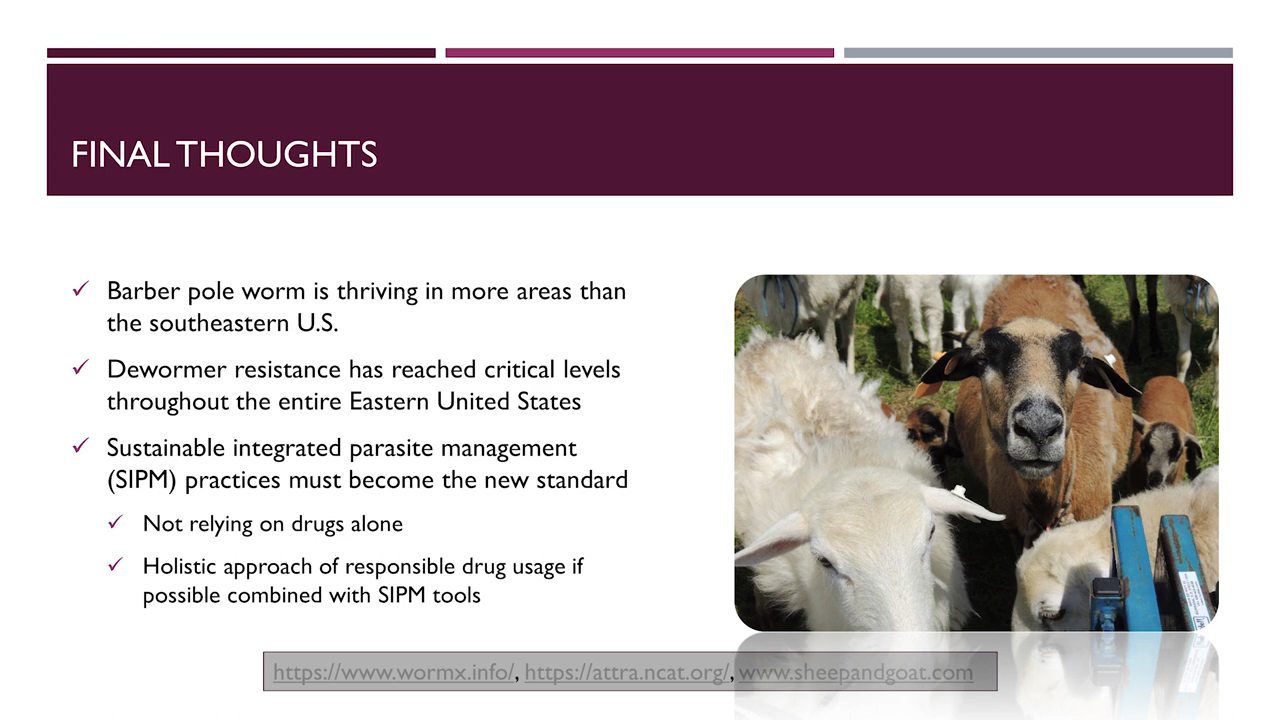 FINAL THOUGHTS
✓ Barber pole worm is thriving in more areas than
the southeastern U.S.
✓ Dewormer resistance has reached critical levels
throughout the entire Eastern United States
✓ Sustainable integrated parasite management
(SIPM) practices must become the new standard
✓ Not relying on drugs alone
✓ Holistic approach of responsible drug usage if
possible combined with SIPM tools
https://www.wormx.info/, https://attra.ncat.org/, www.sheepandgoat.com